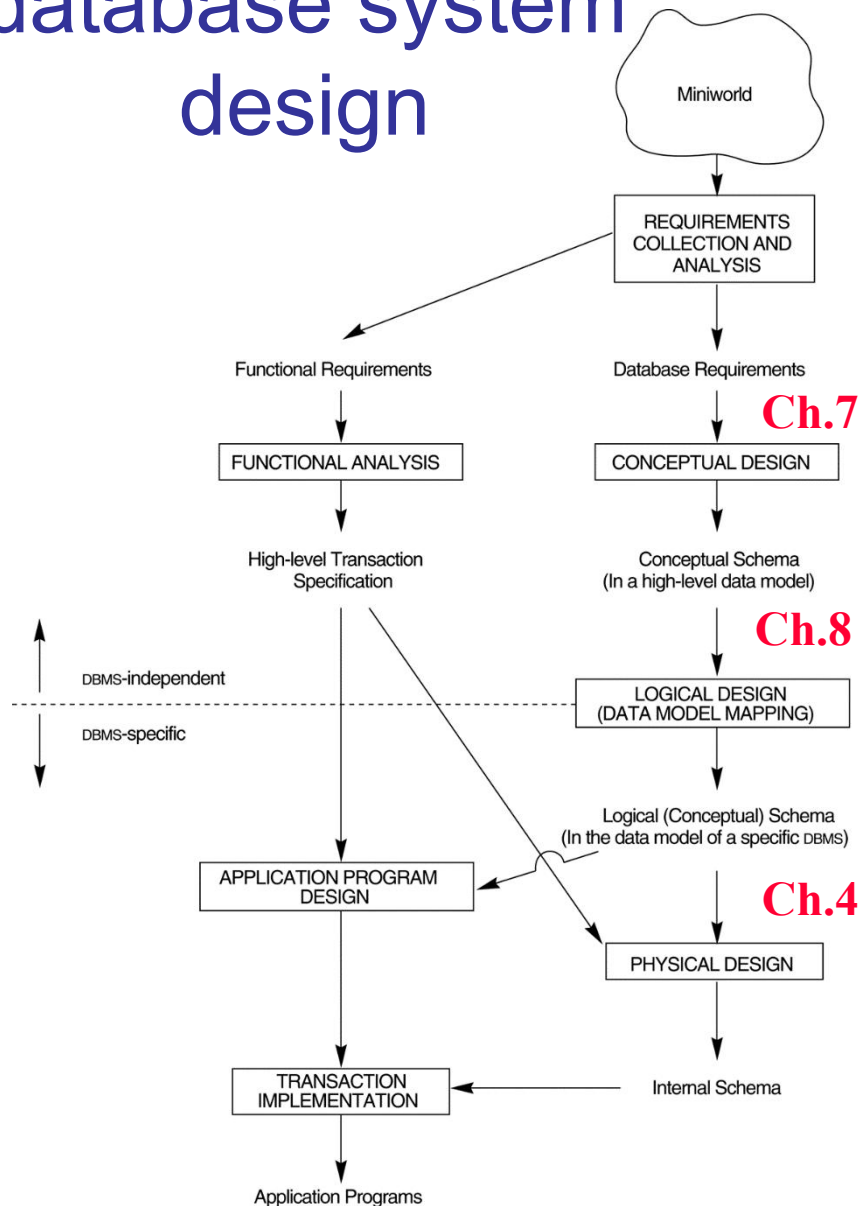 database system
design
Miniworld
REQUIREMENTS
COLLECTION AND
ANALYSIS
Functional Requirements
Database Requirements
Ch.7
FUNCTIONAL ANALYSIS
CONCEPTUAL DESIGN
High-level Transaction
Specification
Conceptual Schema
(In a high-level data model)
Ch.8
DBMS-independent
LOGICAL DESIGN
(DATA MODEL MAPPING)
DBMS-specific
Logical (Conceptual) Schema
(In the data model of a specific DBMS)
APPLICATION PROGRAM
DESIGN
Ch.4
PHYSICAL DESIGN
TRANSACTION
IMPLEMENTATION
Internal Schema
Application Programs